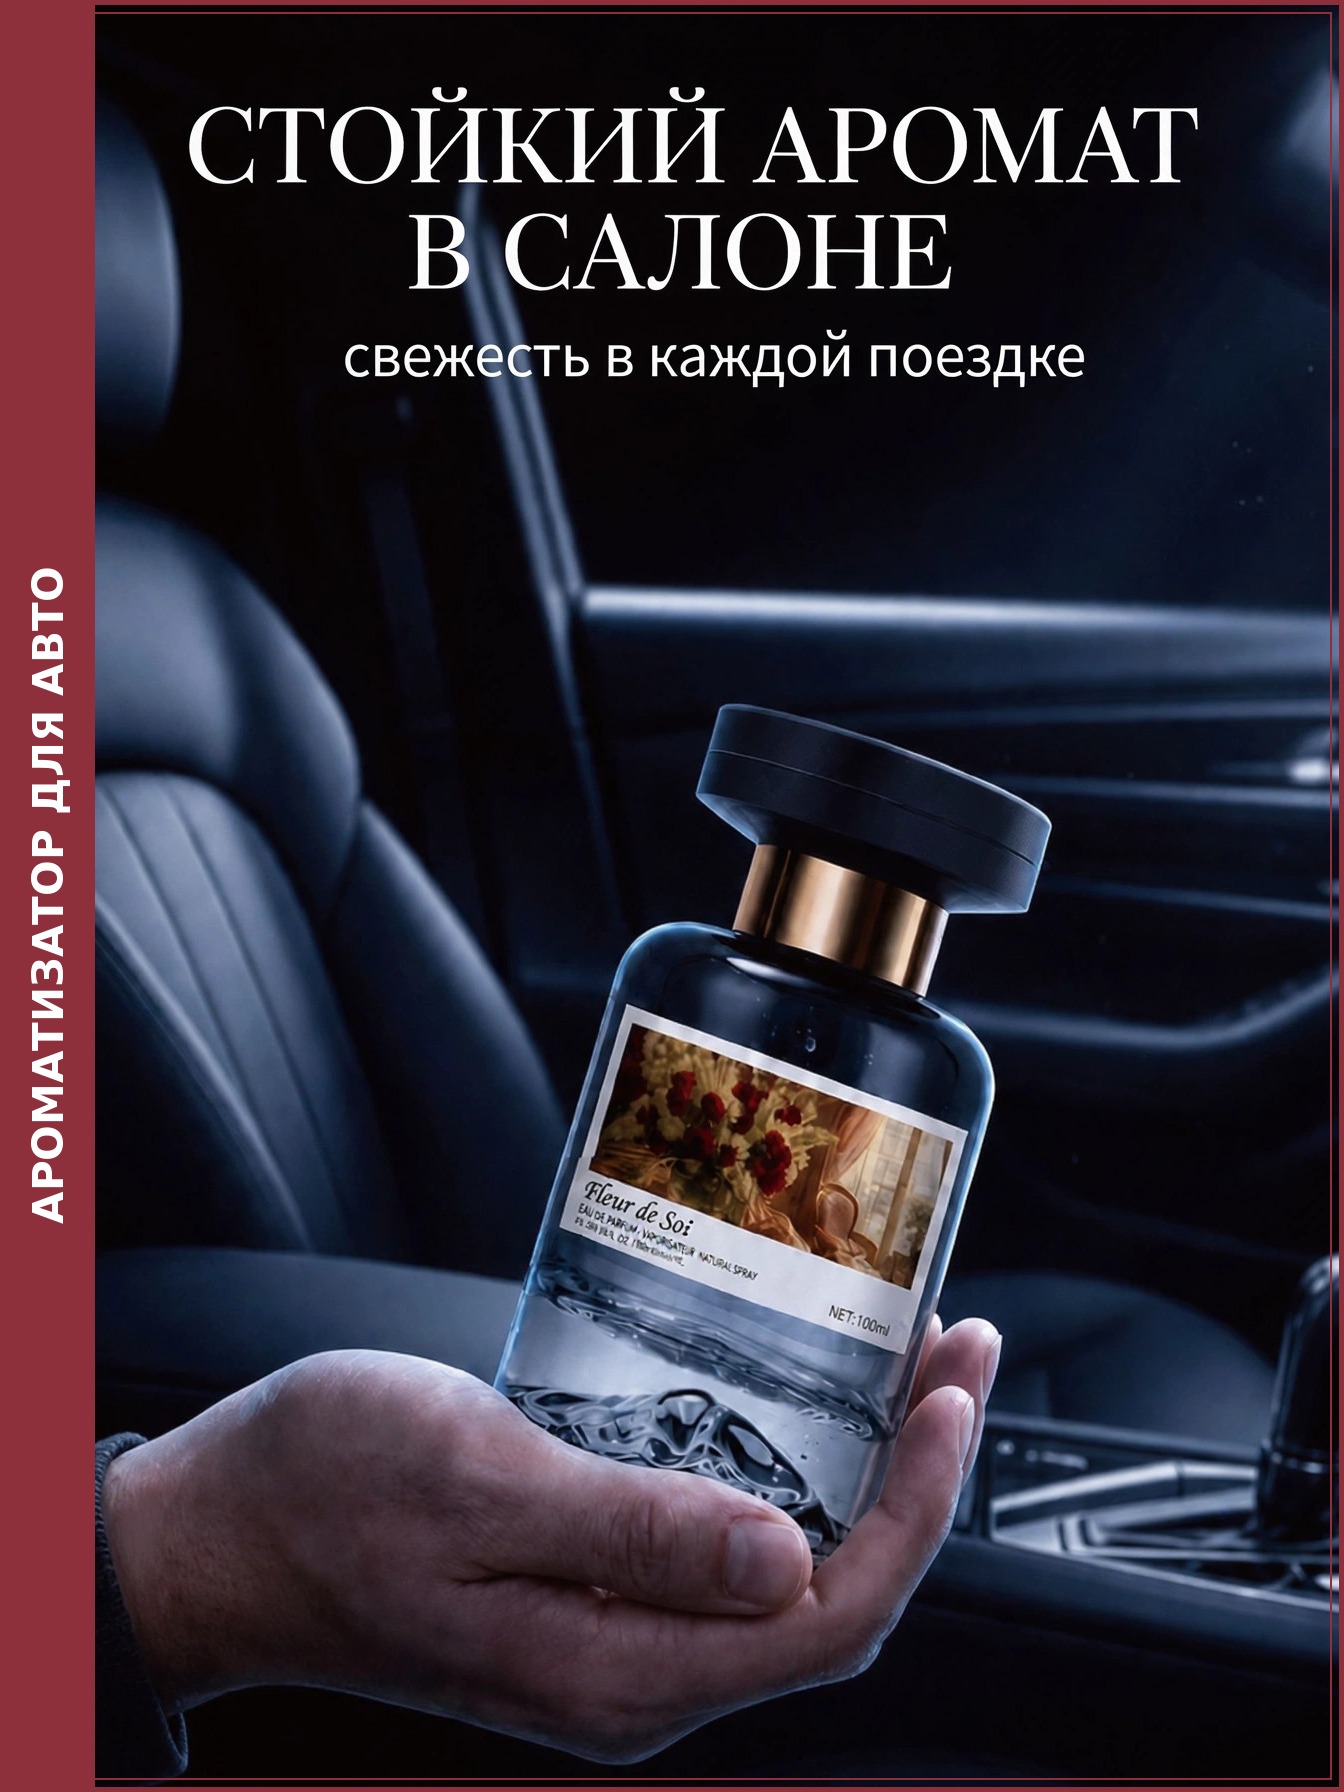 СТОЙКИЙ АРОМАТ
В САЛОНЕ
свежесть в каждой поездке
АРОМАТИЗАТОР ДЛЯ АВТО
Fleur de Soi
EAU DE PARFUM, VAPORISATEUR NATURAL SPRAY
NET:100ml